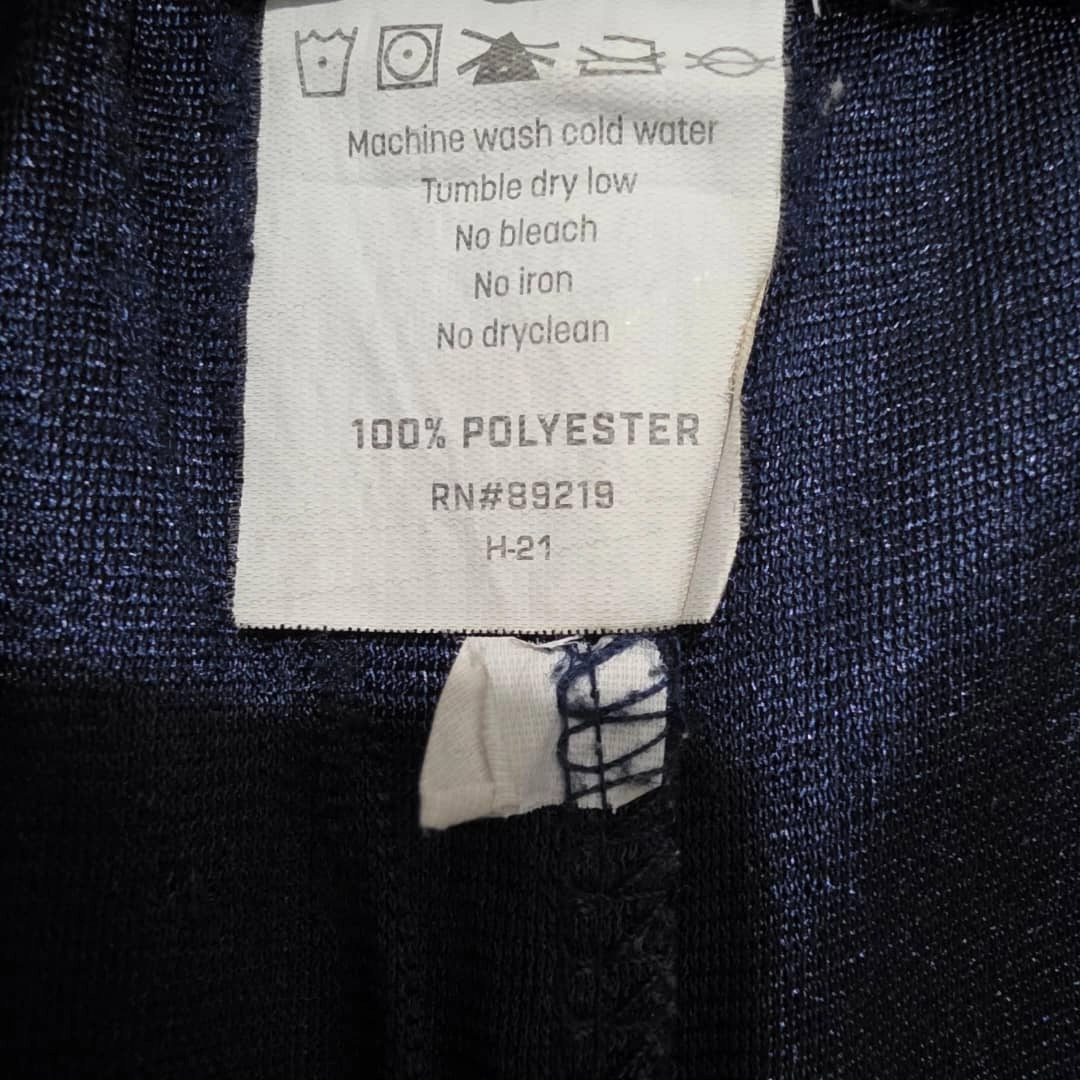 Machine wash cold water
Tumble dry low
No bleach
No iron
No dryclean
100% POLYESTER
RN#89219
H-21